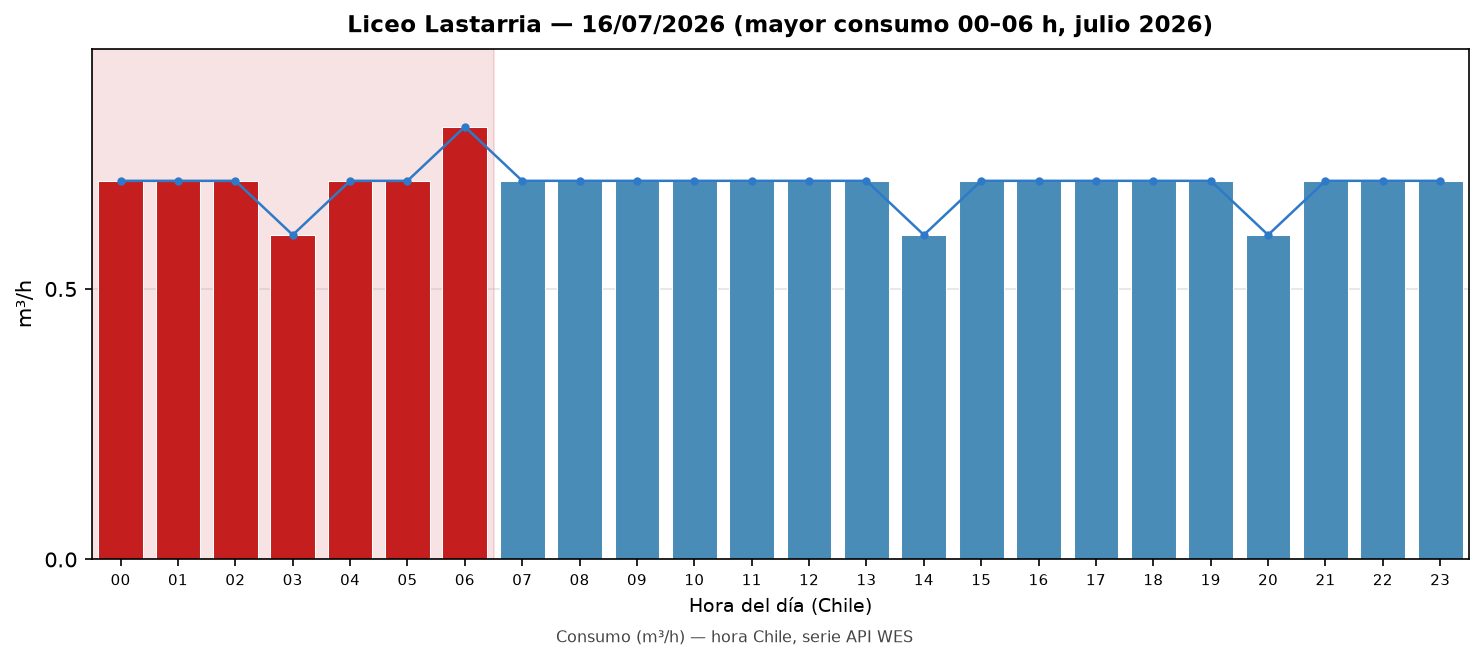 Liceo Lastarria — 16/07/2026 (mayor consumo 00–06 h, julio 2026)
m³/h
0.5
0.0
00 01 02 03 04 05 06 07 08 09 10 11 12 13 14 15 16 17 18 19 20 21 22 23
Hora del día (Chile)
Consumo (m³/h) — hora Chile, serie API WES